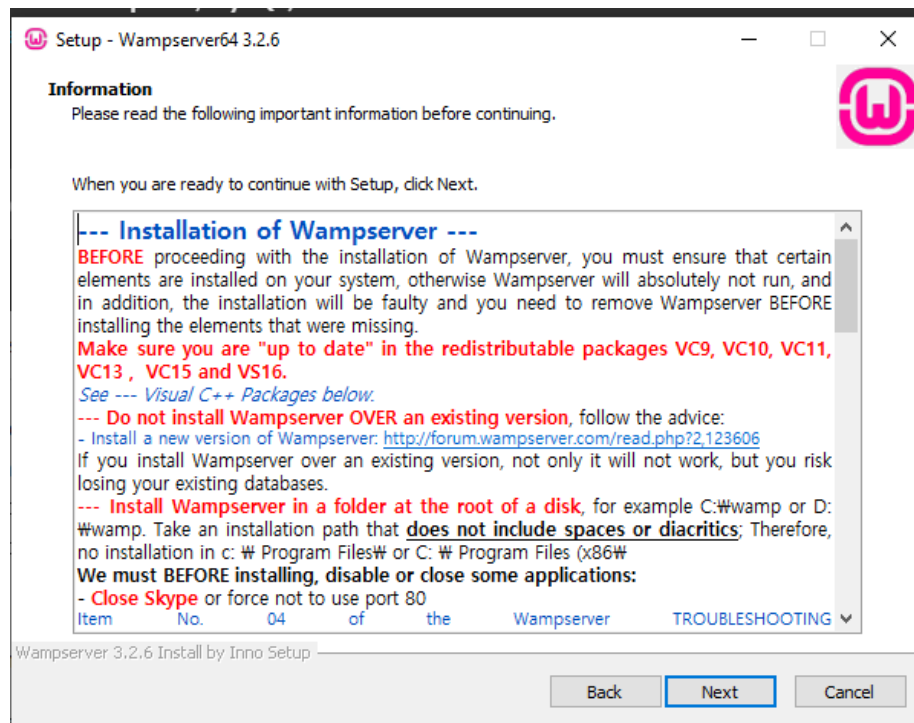 Setup - Wampserver64 3.2.6
Information
Please read the following important information before continuing.
When you are ready to continue with Setup, click Next.
--- Installation of Wampserver ---
BEFORE proceeding with the installation of Wampserver, you must ensure that certain
elements are installed on your system, otherwise Wampserver will absolutely not run, and
in addition, the installation will be faulty and you need to remove Wampserver BEFORE
installing the elements that were missing.
Make sure you are "up to date" in the redistributable packages VC9, VC10, VC11,
VC13 , VC15 and VS16.
See --- Visual C++ Packages below.
--- Do not install Wampserver OVER an existing version, follow the advice:
- Install a new version of Wampserver: http://forum.wampserver.com/read.php?2,123606
If you install Wampserver over an existing version, not only it will not work, but you risk
losing your existing databases.
--- Install Wampserver in a folder at the root of a disk, for example C:₩wamp or D:
₩wamp. Take an installation path that does not include spaces or diacritics; Therefore,
no installation in c: ₩ Program Files₩ or C: ₩ Program Files (x86₩
We must BEFORE installing, disable or close some applications:
- Close Skype or force not to use port 80
Item No. 04 of the Wampserver TROUBLESHOOTING
Wampserver 3.2.6 Install by Inno Setup
Back Next Cancel